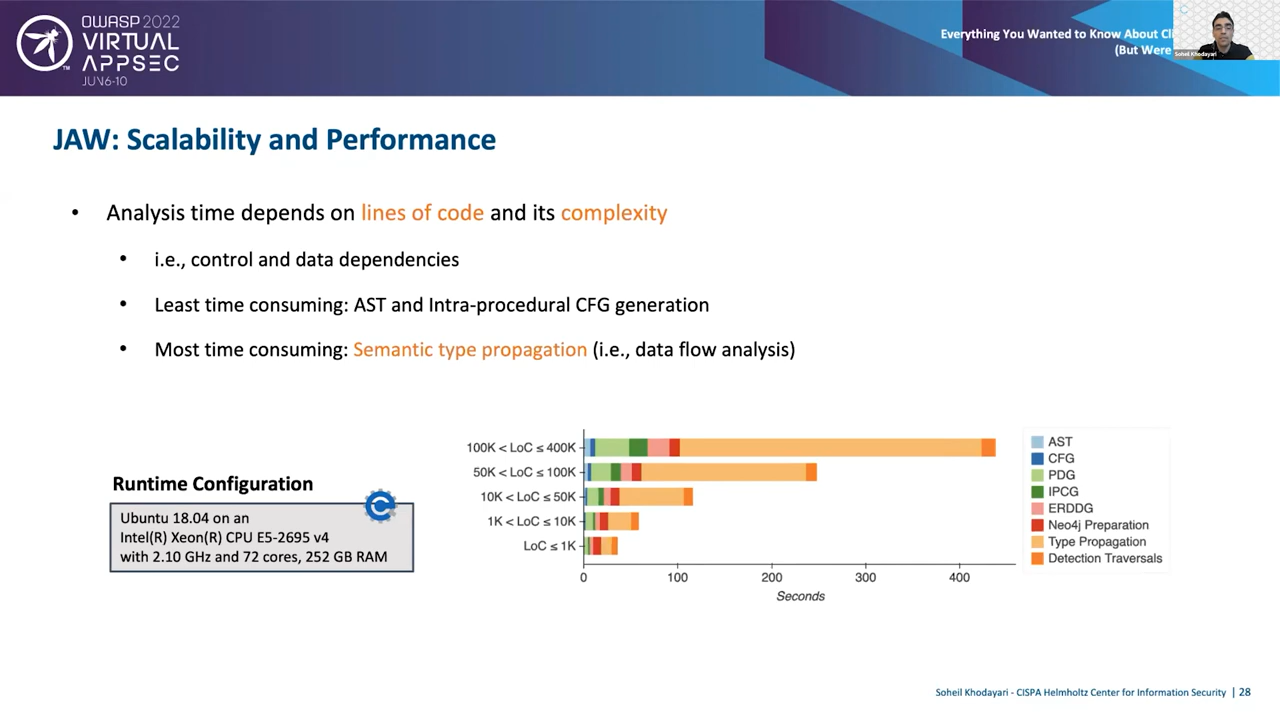 OWASP 2022
VIRTUAL
APPSEC
TM
JUN 6-10
Everything You Wanted to Know About
(But Were
Soheil Khodayari
JAW: Scalability and Performance
• Analysis time depends on lines of code and its complexity
• i.e., control and data dependencies
• Least time consuming: AST and Intra-procedural CFG generation
• Most time consuming: Semantic type propagation (i.e., data flow analysis)
Runtime Configuration
Ubuntu 18.04 on an
Intel(R) Xeon(R) CPU E5-2695 v4
with 2.10 GHz and 72 cores, 252 GB RAM
100K < LoC ≤ 400K
50K < LoC ≤ 100K
10K < LoC ≤ 50K
1K < LoC ≤ 10K
LoC ≤ 1K
0 100 200 300 400
Seconds
AST
CFG
PDG
IPCG
ERDDG
Neo4j Preparation
Type Propagation
Detection Traversals
Soheil Khodayari - CISPA Helmholtz Center for Information Security | 28